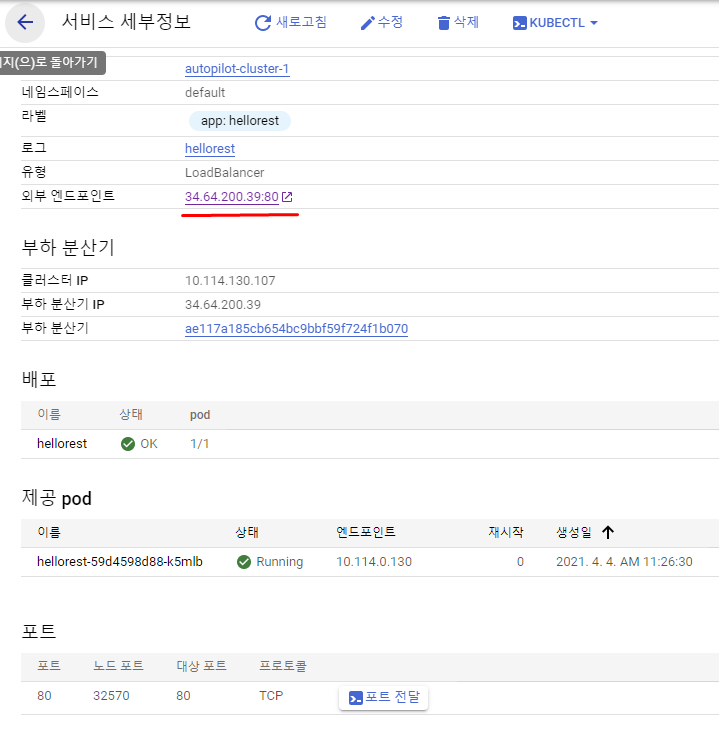 서비스 세부정보 새로고침 수정 삭제 KUBECTL
지(으)로 돌아가기
autopilot-cluster-1
네임스페이스 default
라벨 app: hellorest
로그 hellorest
유형 LoadBalancer
외부 엔드포인트 34.64.200.39:80
부하 분산기
클러스터 IP 10.114.130.107
부하 분산기 IP 34.64.200.39
부하 분산기 ae117a185cb654bc9bbf59f724f1b070
배포
이름 상태 pod
hellorest OK 1/1
제공 pod
이름 상태 엔드포인트 재시작 생성일
hellorest-59d4598d88-k5mlb Running 10.114.0.130 0 2021. 4. 4. AM 11:26:30
포트
포트 노드 포트 대상 포트 프로토콜
80 32570 80 TCP 포트 전달